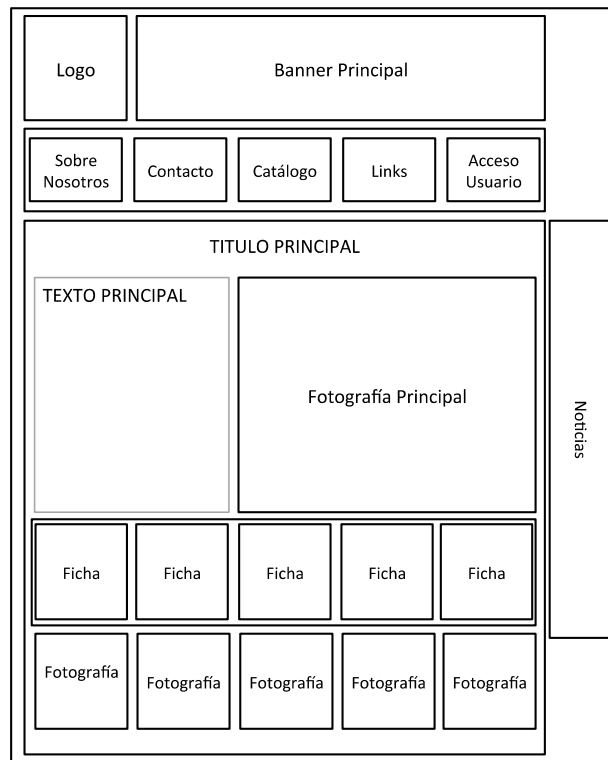 Logo
Banner Principal
Sobre
Nosotros
Contacto
Catálogo
Links
Acceso
Usuario
TITULO PRINCIPAL
TEXTO PRINCIPAL
Fotografía Principal
Noticias
Ficha
Ficha
Ficha
Ficha
Ficha
Fotografía
Fotografía
Fotografía
Fotografía
Fotografía